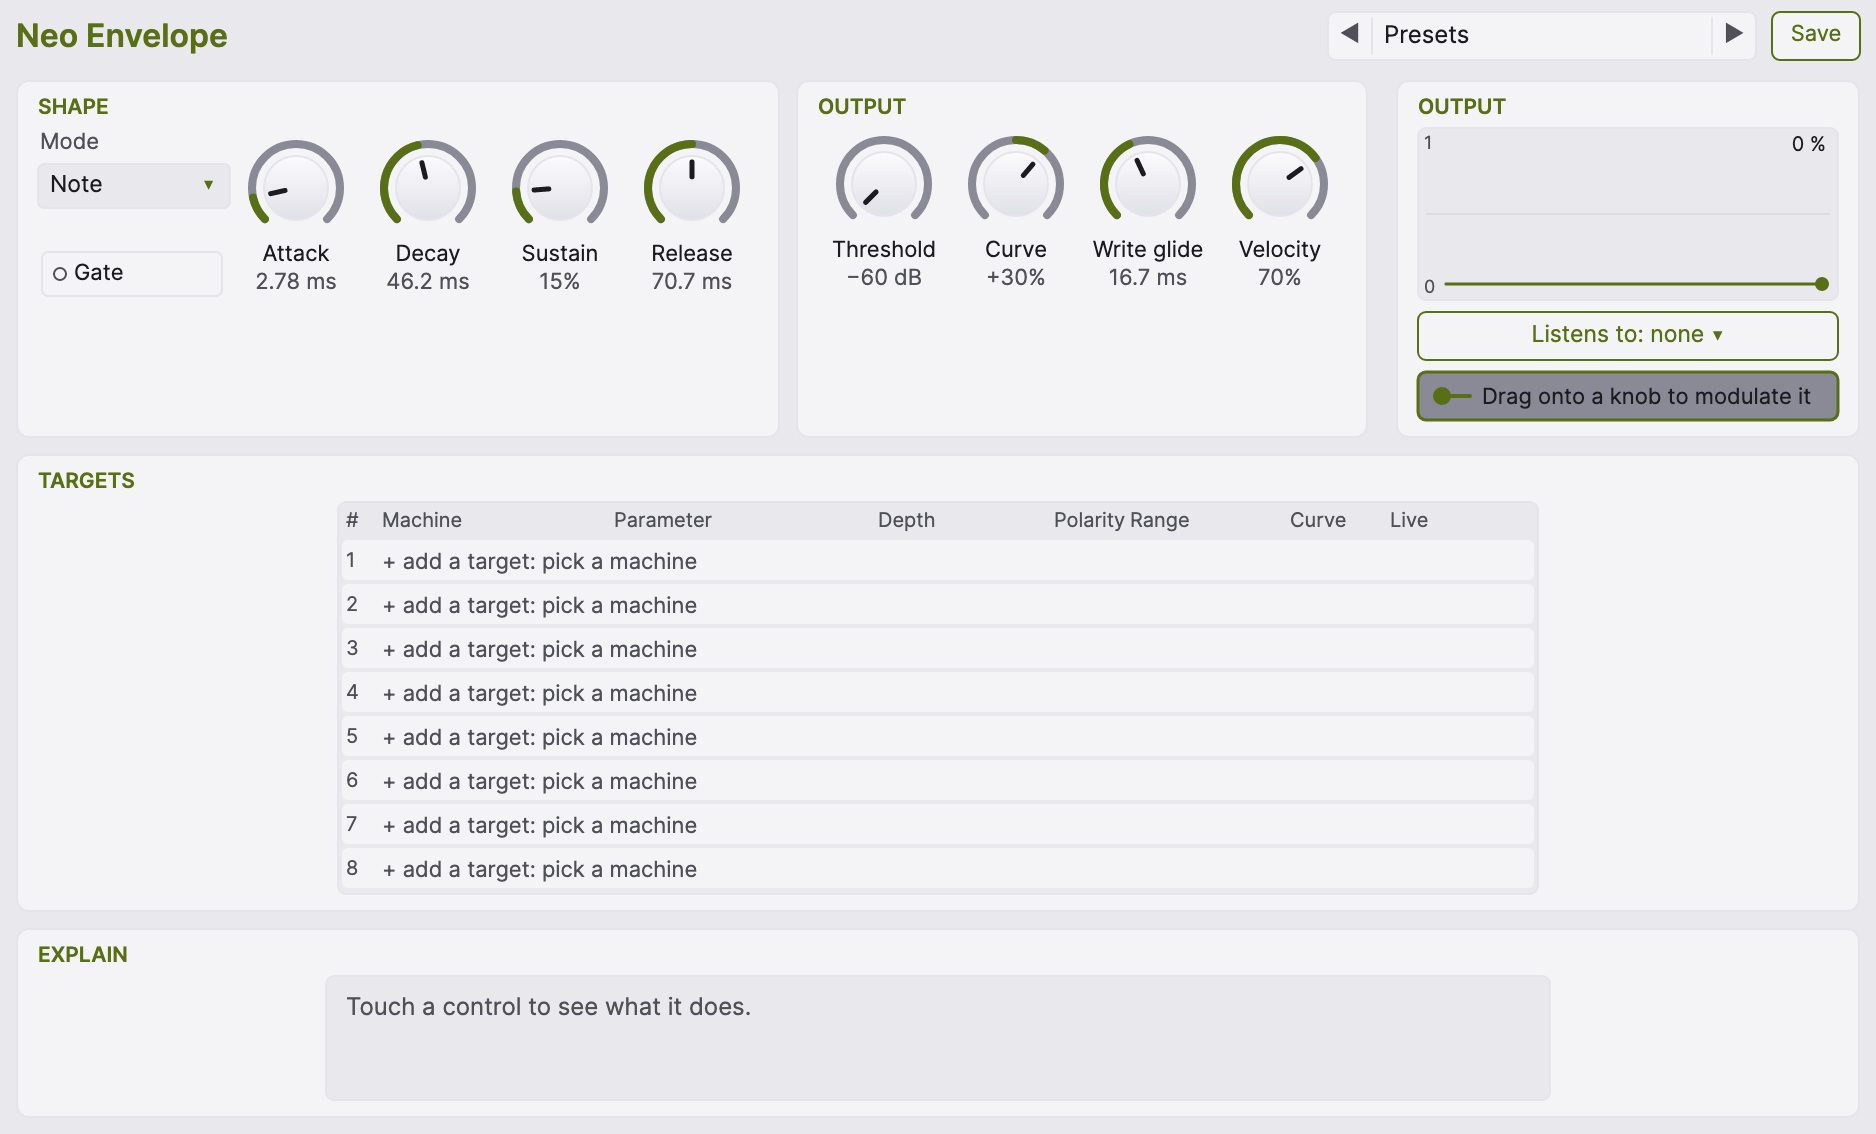 Neo Envelope
◀ Presets ▶
Save
SHAPE
Mode
Note ▼
Gate
Attack
2.78 ms
Decay
46.2 ms
Sustain
15%
Release
70.7 ms
OUTPUT
Threshold
−60 dB
Curve
+30%
Write glide
16.7 ms
Velocity
70%
OUTPUT
1
0 %
0
Listens to: none ▾
Drag onto a knob to modulate it
TARGETS
# Machine Parameter Depth Polarity Range Curve Live
1 + add a target: pick a machine
2 + add a target: pick a machine
3 + add a target: pick a machine
4 + add a target: pick a machine
5 + add a target: pick a machine
6 + add a target: pick a machine
7 + add a target: pick a machine
8 + add a target: pick a machine
EXPLAIN
Touch a control to see what it does.